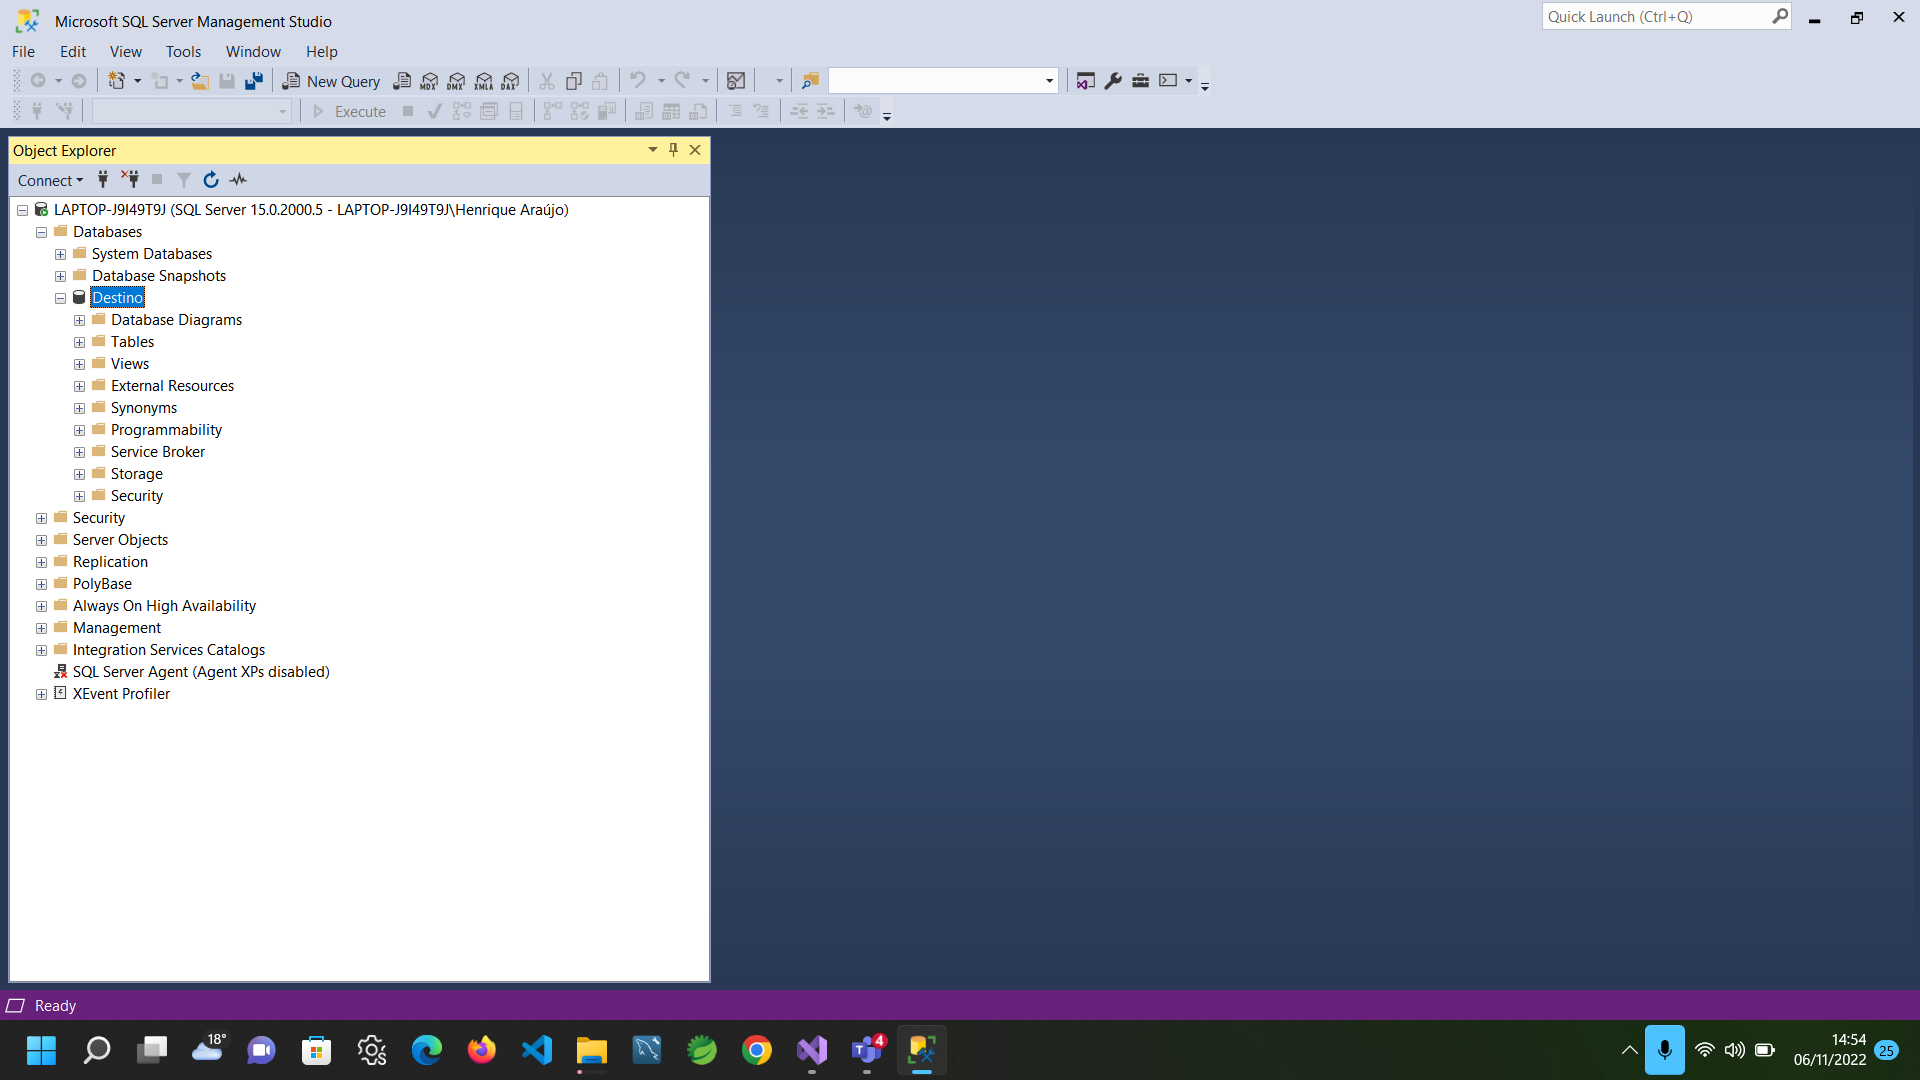 Microsoft SQL Server Management Studio
Quick Launch (Ctrl+Q)
File Edit View Tools Window Help
New Query MDX DMX XMLA DAX
Execute
Object Explorer
Connect
LAPTOP-J9I49T9J (SQL Server 15.0.2000.5 - LAPTOP-J9I49T9J\Henrique Araújo)
Databases
System Databases
Database Snapshots
Destino
Database Diagrams
Tables
Views
External Resources
Synonyms
Programmability
Service Broker
Storage
Security
Security
Server Objects
Replication
PolyBase
Always On High Availability
Management
Integration Services Catalogs
SQL Server Agent (Agent XPs disabled)
XEvent Profiler
Ready
18°
4
14:54
06/11/2022
25